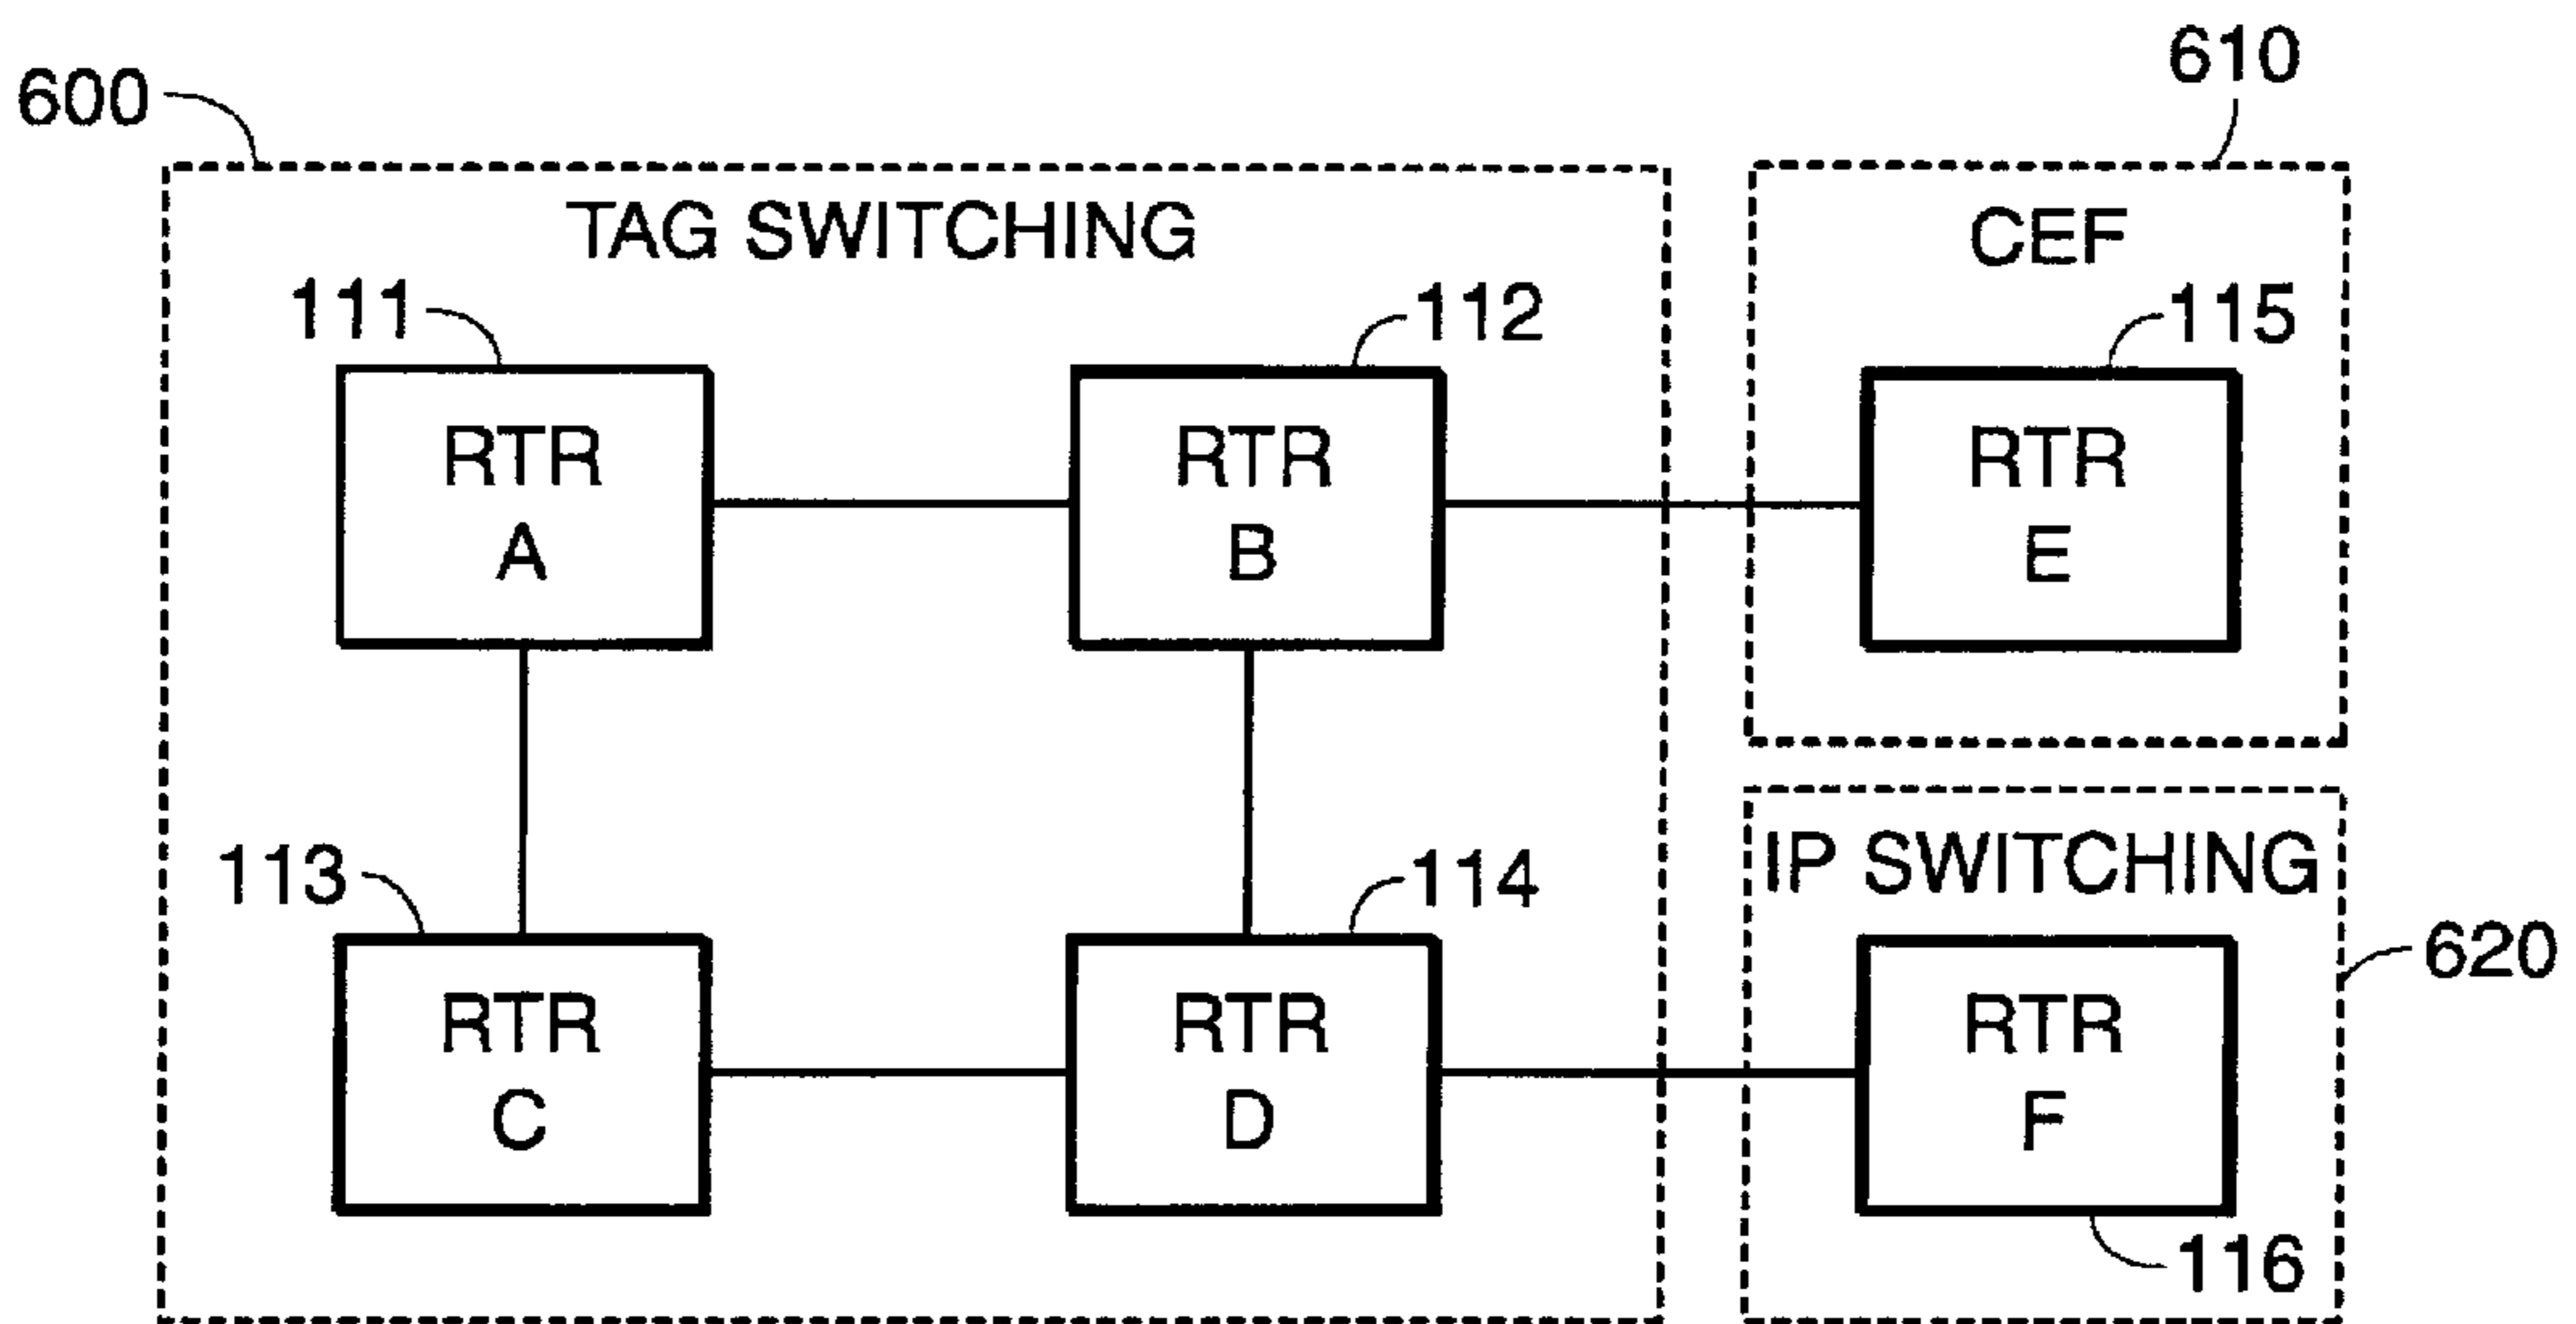 610
600
TAG SWITCHING
CEF
111
112
115
RTR
A
RTR
B
RTR
E
113
114
IP SWITCHING
620
RTR
C
RTR
D
RTR
F
116